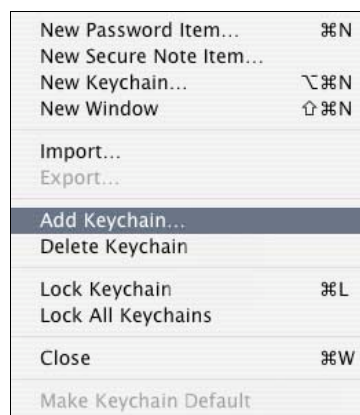 New Password Item... ⌘N
New Secure Note Item...
New Keychain... ⌥⌘N
New Window ⇧⌘N
Import...
Export...
Add Keychain...
Delete Keychain
Lock Keychain ⌘L
Lock All Keychains
Close ⌘W
Make Keychain Default